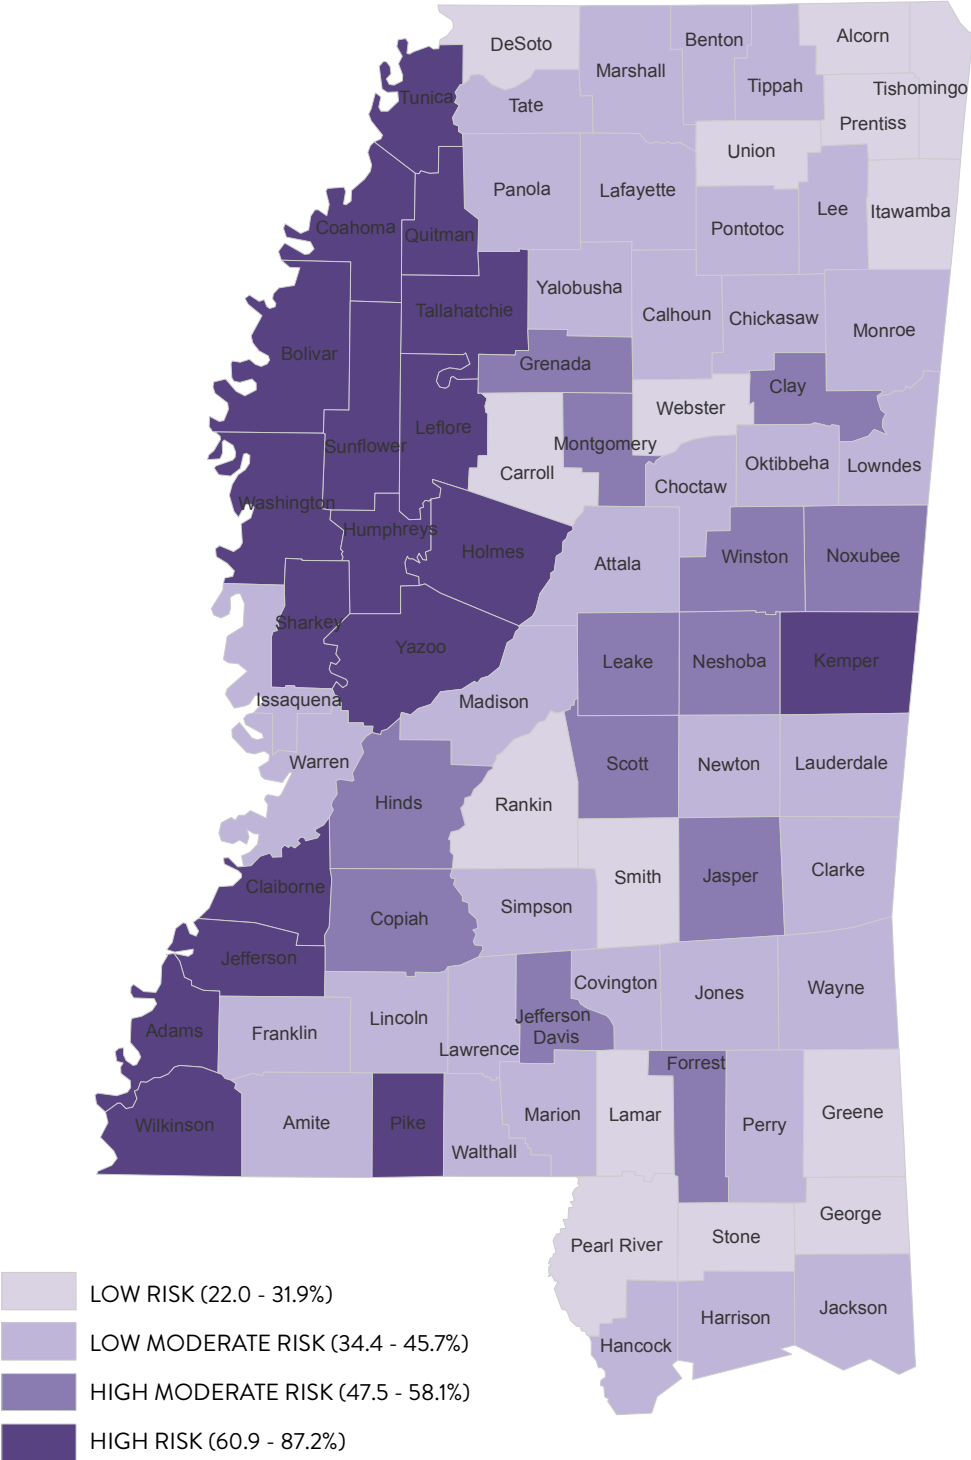 DeSoto
Benton
Alcorn
Marshall
Tippah
Tishomingo
Tunica
Tate
Prentiss
Union
Panola
Lafayette
Lee
Itawamba
Coahoma
Quitman
Pontotoc
Yalobusha
Tallahatchie
Calhoun
Chickasaw
Monroe
Bolivar
Grenada
Clay
Webster
Leflore
Sunflower
Montgomery
Carroll
Oktibbeha
Lowndes
Choctaw
Washington
Humphreys
Holmes
Attala
Winston
Noxubee
Sharkey
Yazoo
Leake
Neshoba
Kemper
Issaquena
Madison
Warren
Scott
Newton
Lauderdale
Hinds
Rankin
Smith
Jasper
Clarke
Claiborne
Copiah
Simpson
Jefferson
Covington
Jones
Wayne
Adams
Franklin
Lincoln
Jefferson
Davis
Lawrence
Forrest
Wilkinson
Amite
Pike
Walthall
Marion
Lamar
Perry
Greene
Pearl River
Stone
George
Hancock
Harrison
Jackson
LOW RISK (22.0 - 31.9%)
LOW MODERATE RISK (34.4 - 45.7%)
HIGH MODERATE RISK (47.5 - 58.1%)
HIGH RISK (60.9 - 87.2%)